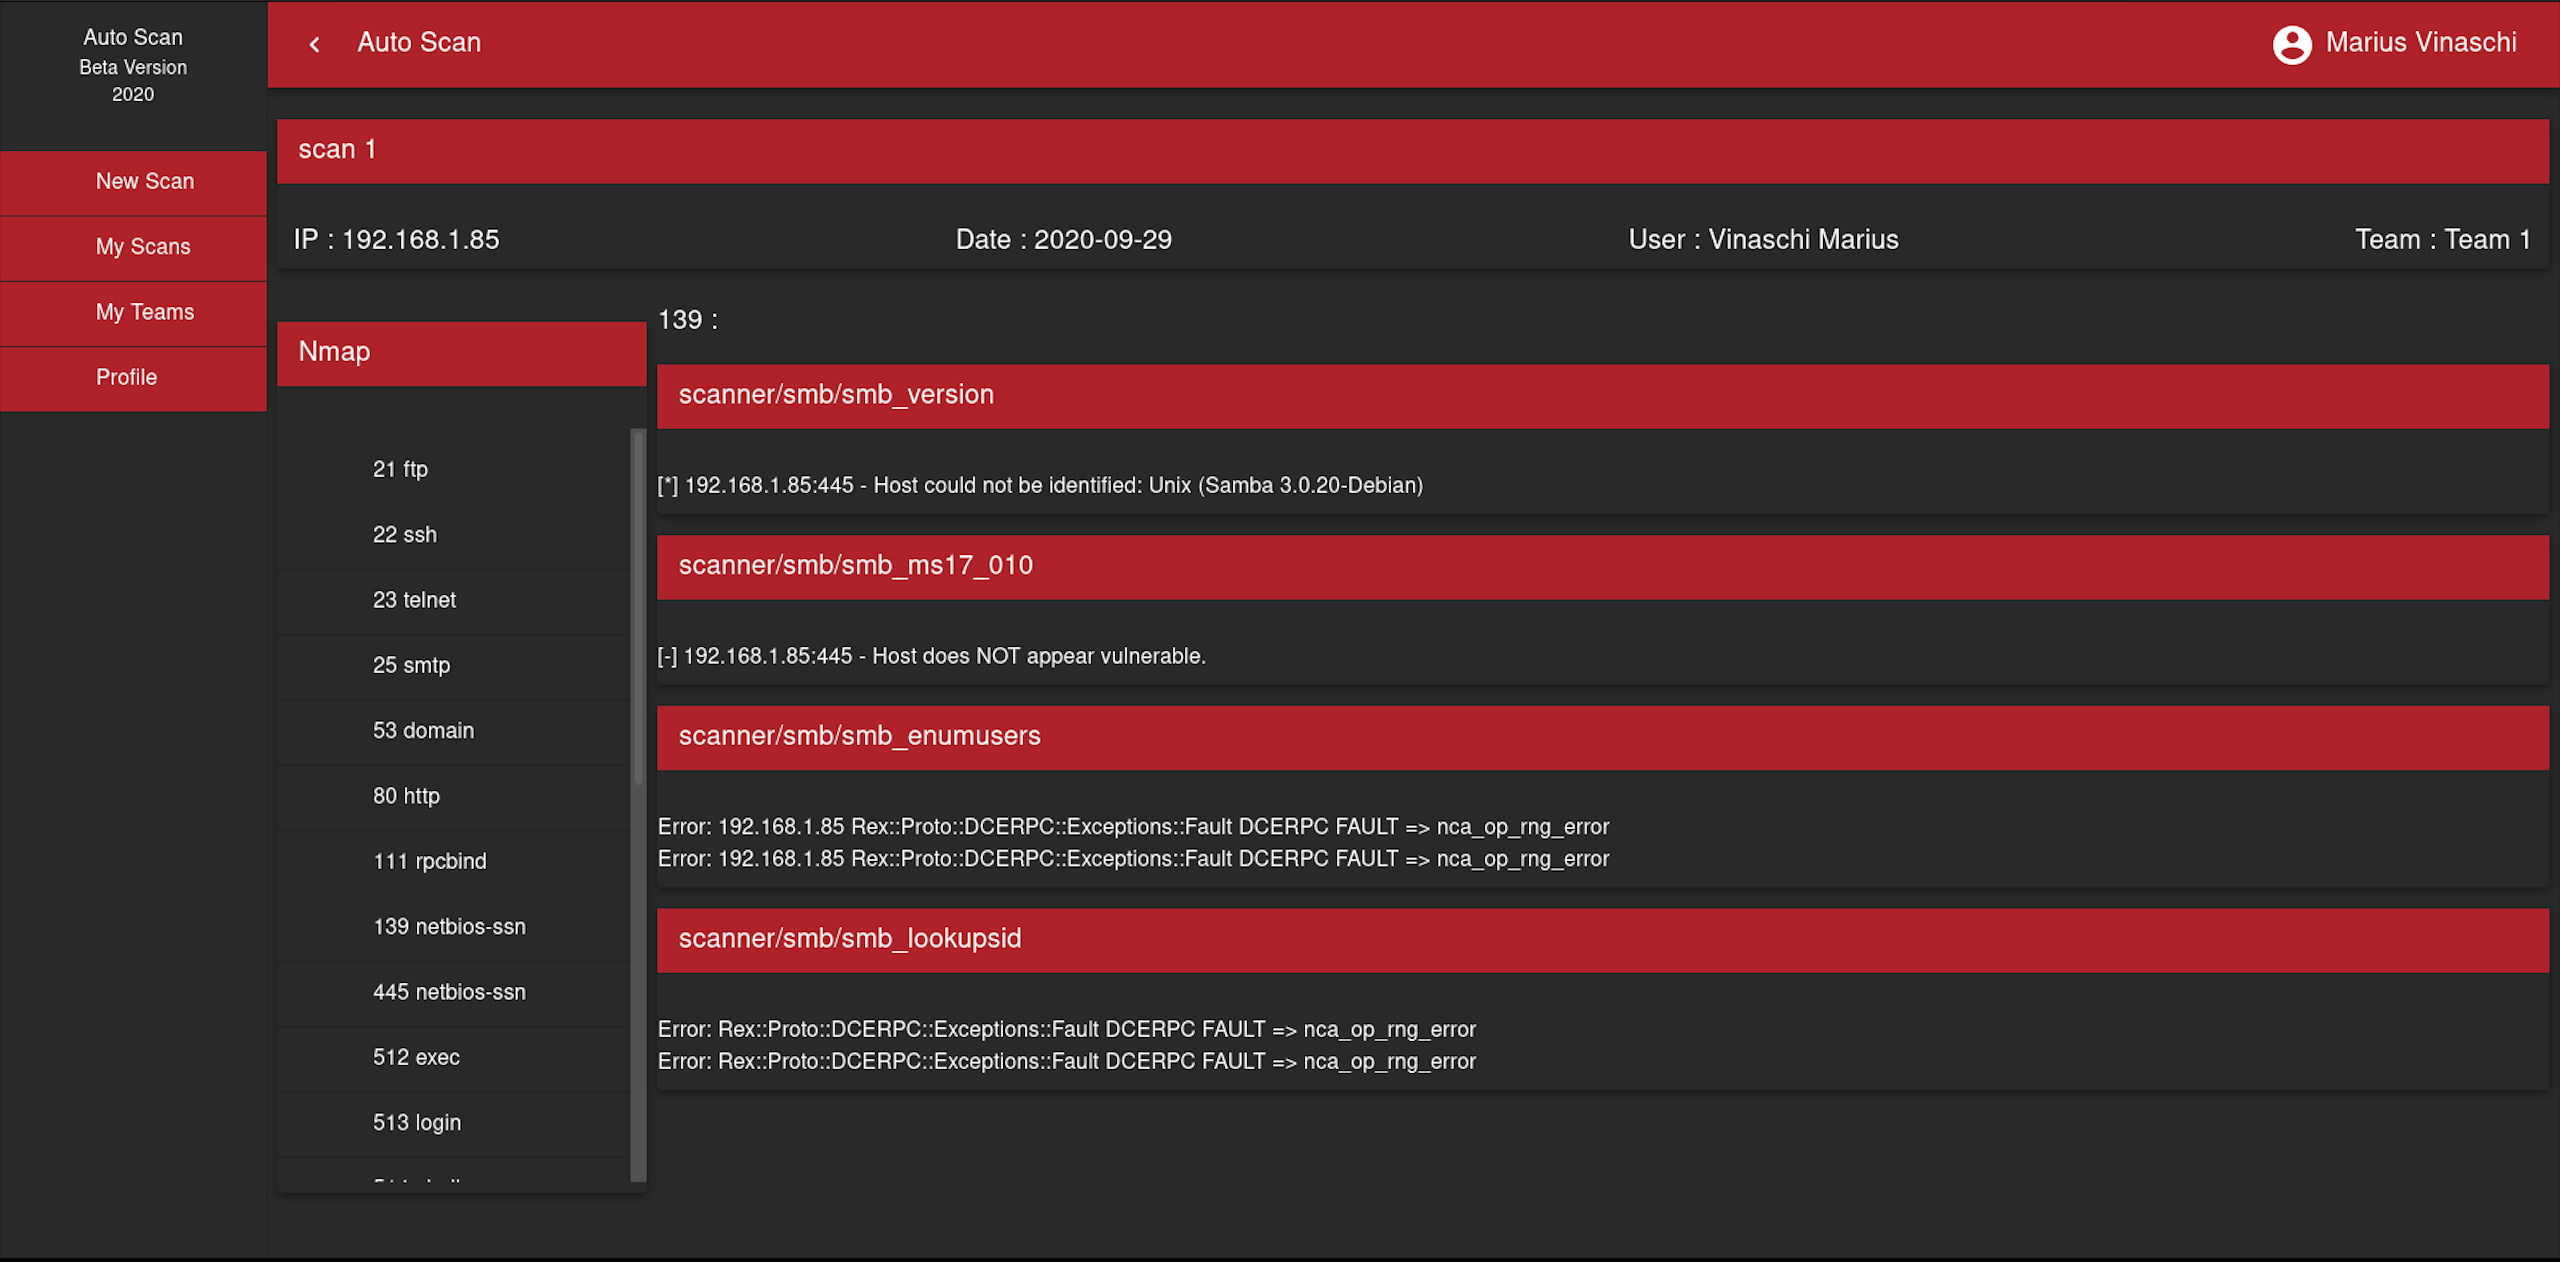 Auto Scan
Beta Version
2020
New Scan
My Scans
My Teams
Profile
Auto Scan
Marius Vinaschi
scan 1
IP : 192.168.1.85
Date : 2020-09-29
User : Vinaschi Marius
Team : Team 1
Nmap
21 ftp
22 ssh
23 telnet
25 smtp
53 domain
80 http
111 rpcbind
139 netbios-ssn
445 netbios-ssn
512 exec
513 login
139 :
scanner/smb/smb_version
[*] 192.168.1.85:445 - Host could not be identified: Unix (Samba 3.0.20-Debian)
scanner/smb/smb_ms17_010
[-] 192.168.1.85:445 - Host does NOT appear vulnerable.
scanner/smb/smb_enumusers
Error: 192.168.1.85 Rex::Proto::DCERPC::Exceptions::Fault DCERPC FAULT => nca_op_rng_error
Error: 192.168.1.85 Rex::Proto::DCERPC::Exceptions::Fault DCERPC FAULT => nca_op_rng_error
scanner/smb/smb_lookupsid
Error: Rex::Proto::DCERPC::Exceptions::Fault DCERPC FAULT => nca_op_rng_error
Error: Rex::Proto::DCERPC::Exceptions::Fault DCERPC FAULT => nca_op_rng_error